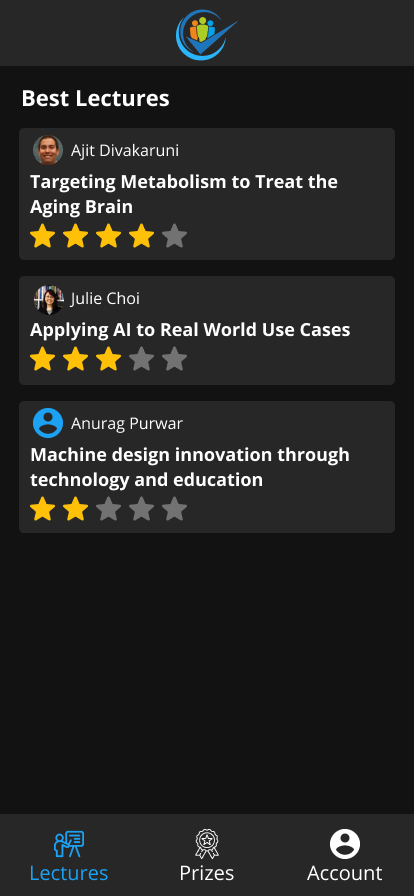 Best Lectures
Ajit Divakaruni
Targeting Metabolism to Treat the
Aging Brain
Julie Choi
Applying AI to Real World Use Cases
Anurag Purwar
Machine design innovation through
technology and education
Lectures Prizes Account